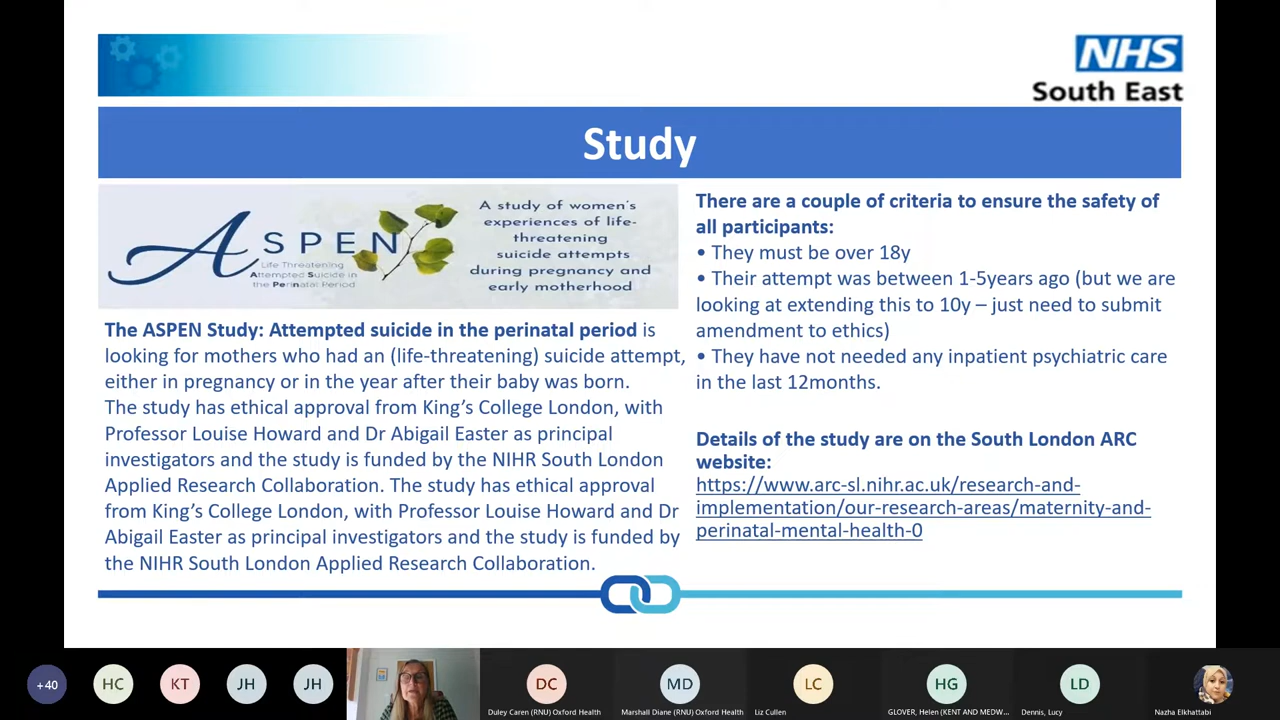 NHS
South East
Study
ASPEN
Life Threatening
Attempted Suicide in
the Perinatal Period
A study of women's
experiences of life-
threatening
suicide attempts
during pregnancy and
early motherhood
The ASPEN Study: Attempted suicide in the perinatal period is
looking for mothers who had an (life-threatening) suicide attempt,
either in pregnancy or in the year after their baby was born.
The study has ethical approval from King's College London, with
Professor Louise Howard and Dr Abigail Easter as principal
investigators and the study is funded by the NIHR South London
Applied Research Collaboration. The study has ethical approval
from King's College London, with Professor Louise Howard and Dr
Abigail Easter as principal investigators and the study is funded by
the NIHR South London Applied Research Collaboration.
There are a couple of criteria to ensure the safety of
all participants:
• They must be over 18y
• Their attempt was between 1-5years ago (but we are
looking at extending this to 10y – just need to submit
amendment to ethics)
• They have not needed any inpatient psychiatric care
in the last 12months.
Details of the study are on the South London ARC
website:
https://www.arc-sl.nihr.ac.uk/research-and-
implementation/our-research-areas/maternity-and-
perinatal-mental-health-0
+40
HC
KT
JH
JH
DC
Duley Caren (RNU) Oxford Health
MD
Marshall Diane (RNU) Oxford Health
LC
Liz Cullen
HG
GLOVER, Helen (KENT AND MEDW...
LD
Dennis, Lucy
Nazha Elkhattabi